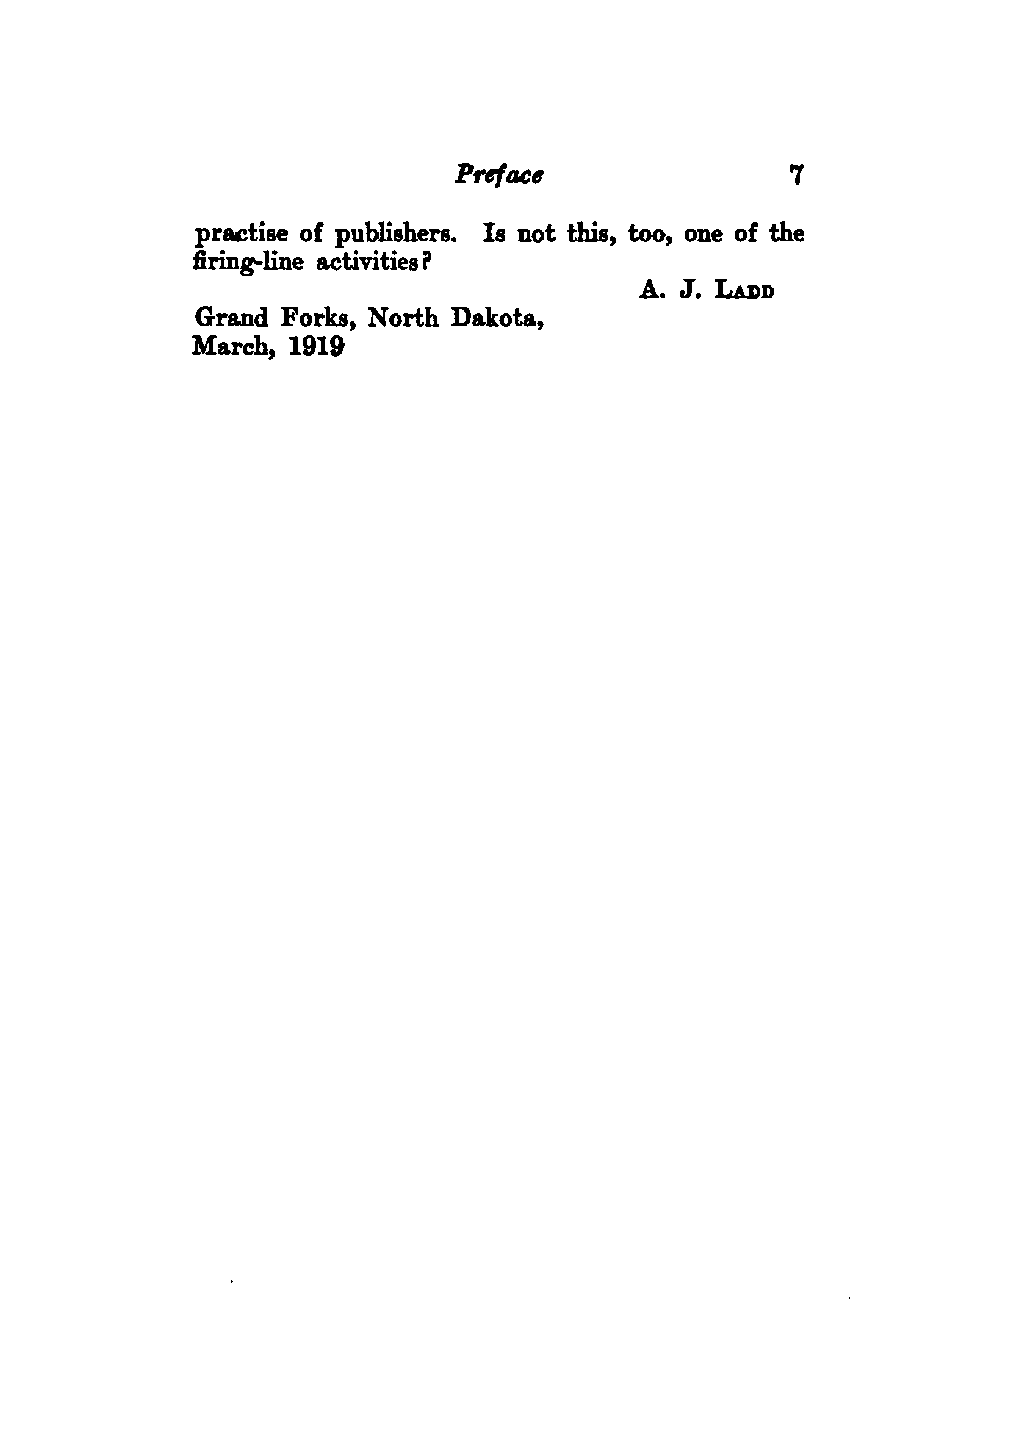 Preface 7
practise of publishers. Is not this, too, one of the
firing-line activities?
A. J. Ladd
Grand Forks, North Dakota,
March, 1919